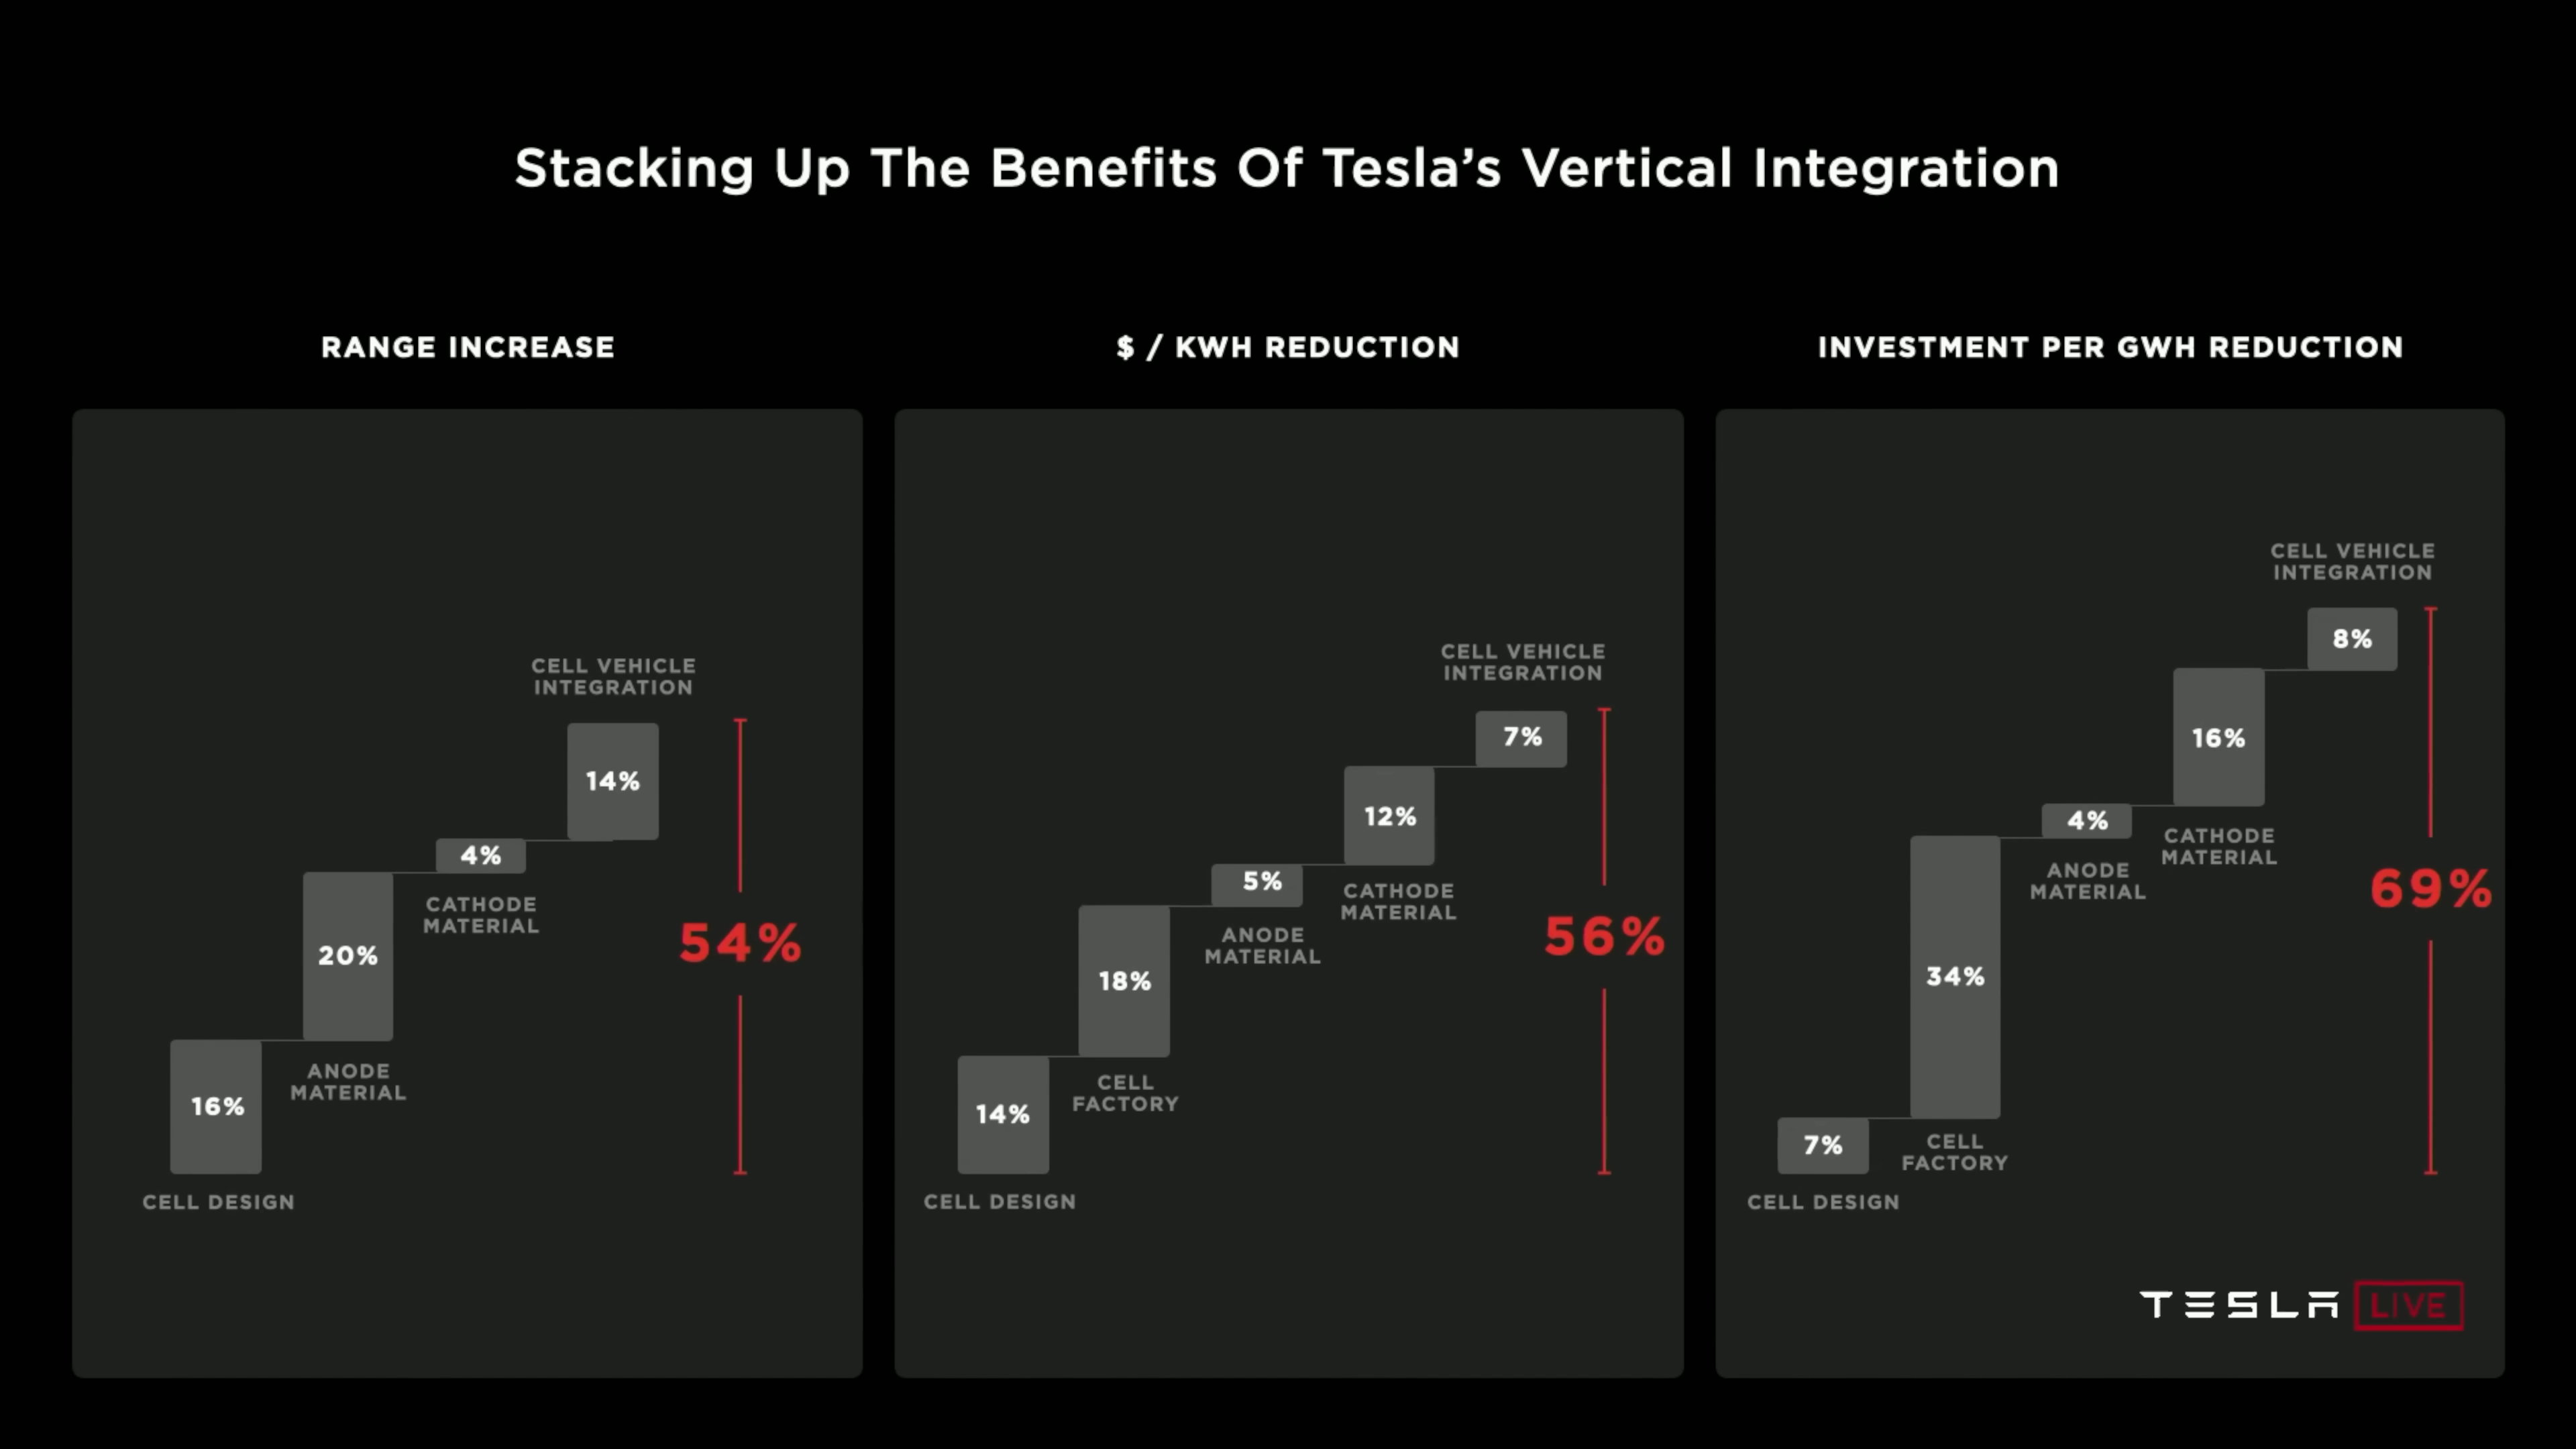 Stacking Up The Benefits Of Tesla’s Vertical Integration
RANGE INCREASE
CELL VEHICLE
INTEGRATION
14%
4%
CATHODE
MATERIAL
20%
ANODE
MATERIAL
16%
CELL DESIGN
54%
$ / KWH REDUCTION
CELL VEHICLE
INTEGRATION
7%
12%
CATHODE
MATERIAL
5%
ANODE
MATERIAL
18%
CELL
FACTORY
14%
CELL DESIGN
56%
INVESTMENT PER GWH REDUCTION
CELL VEHICLE
INTEGRATION
8%
16%
CATHODE
MATERIAL
4%
ANODE
MATERIAL
34%
CELL
FACTORY
7%
CELL DESIGN
69%
TESLA LIVE